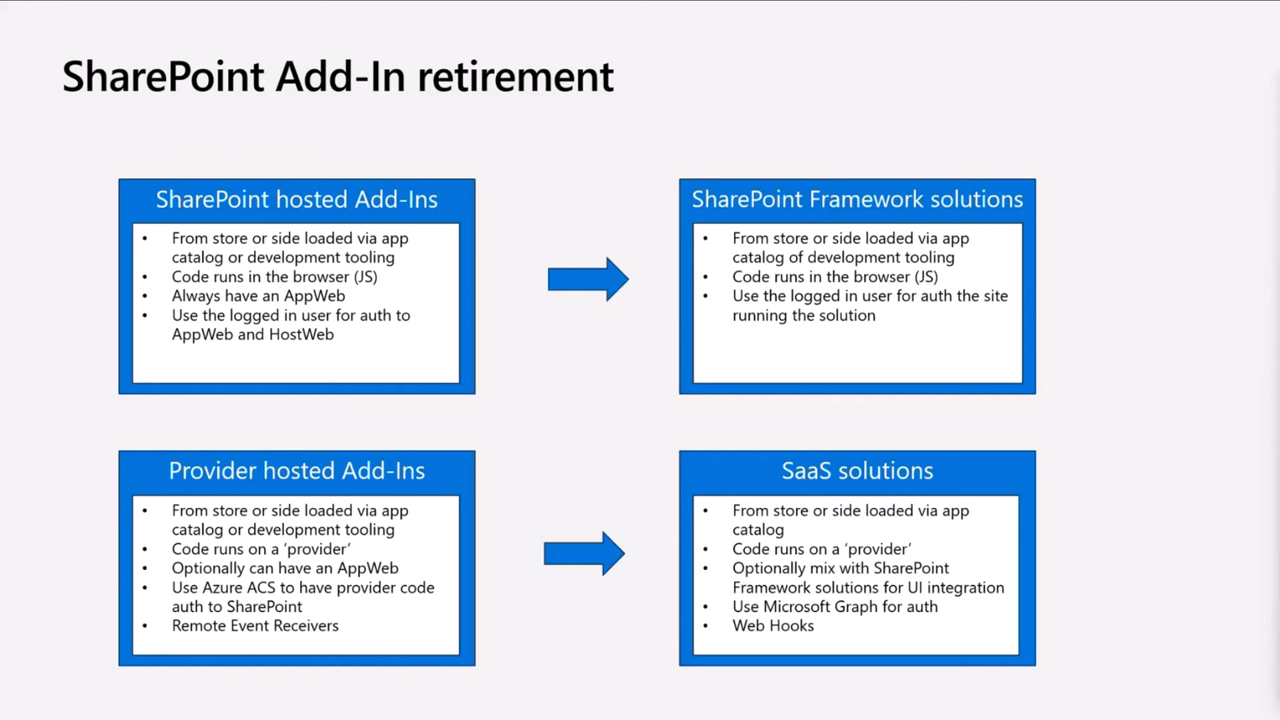 SharePoint Add-In retirement
SharePoint hosted Add-Ins
• From store or side loaded via app
catalog or development tooling
• Code runs in the browser (JS)
• Always have an AppWeb
• Use the logged in user for auth to
AppWeb and HostWeb
SharePoint Framework solutions
• From store or side loaded via app
catalog of development tooling
• Code runs in the browser (JS)
• Use the logged in user for auth the site
running the solution
Provider hosted Add-Ins
• From store or side loaded via app
catalog or development tooling
• Code runs on a ‘provider’
• Optionally can have an AppWeb
• Use Azure ACS to have provider code
auth to SharePoint
• Remote Event Receivers
SaaS solutions
• From store or side loaded via app
catalog
• Code runs on a ‘provider’
• Optionally mix with SharePoint
Framework solutions for UI integration
• Use Microsoft Graph for auth
• Web Hooks